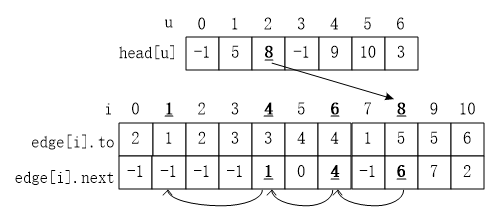 u 0 1 2 3 4 5 6
head[u] -1 5 8 -1 9 10 3
i 0 1 2 3 4 5 6 7 8 9 10
edge[i].to 2 1 2 3 3 4 4 1 5 5 6
edge[i].next -1 -1 -1 -1 1 0 4 -1 6 7 2